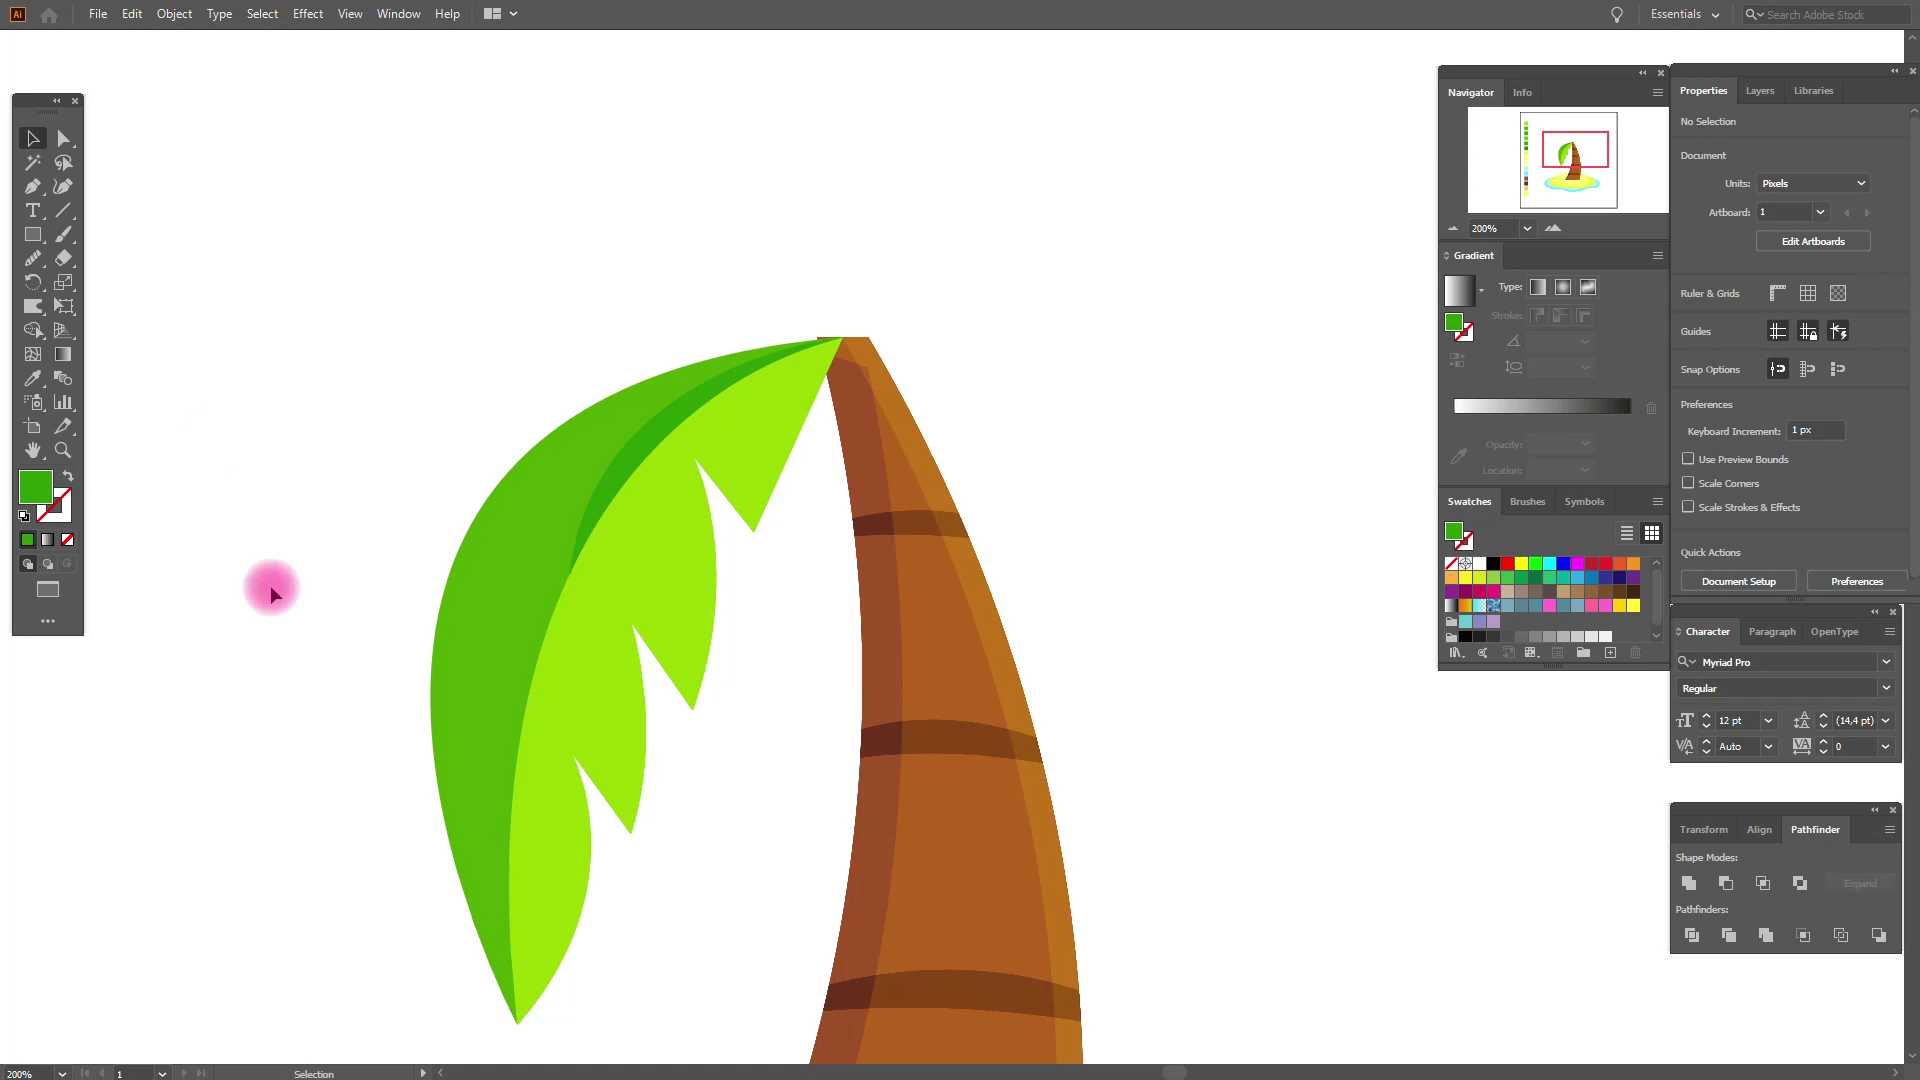 Ai File Edit Object Type Select Effect View Window Help Essentials Search Adobe Stock
Navigator Info
200%
Gradient
Type:
Stroke:
Opacity:
Location:
Swatches Brushes Symbols
Properties Layers Libraries
No Selection
Document
Units: Pixels
Artboard: 1
Edit Artboards
Ruler & Grids
Guides
Snap Options
Preferences
Keyboard Increment: 1 px
Use Preview Bounds
Scale Corners
Scale Strokes & Effects
Quick Actions
Document Setup Preferences
Character Paragraph OpenType
Myriad Pro
Regular
12 pt (14,4 pt)
Auto 0
Transform Align Pathfinder
Shape Modes:
Expand
Pathfinders:
200% 1 Selection